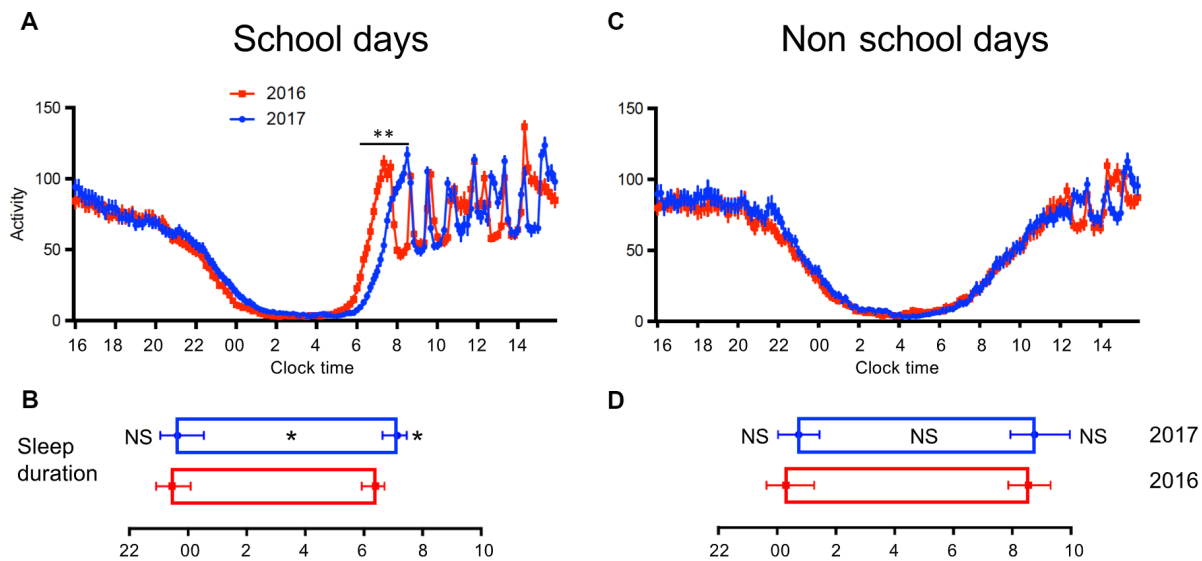 A
School days
2016
2017
**
150
100
50
0
Activity
16 18 20 22 00 2 4 6 8 10 12 14
Clock time
C
Non school days
150
100
50
0
16 18 20 22 00 2 4 6 8 10 12 14
Clock time
B
Sleep
duration
NS * *
22 00 2 4 6 8 10
D
NS NS NS 2017
2016
22 00 2 4 6 8 10